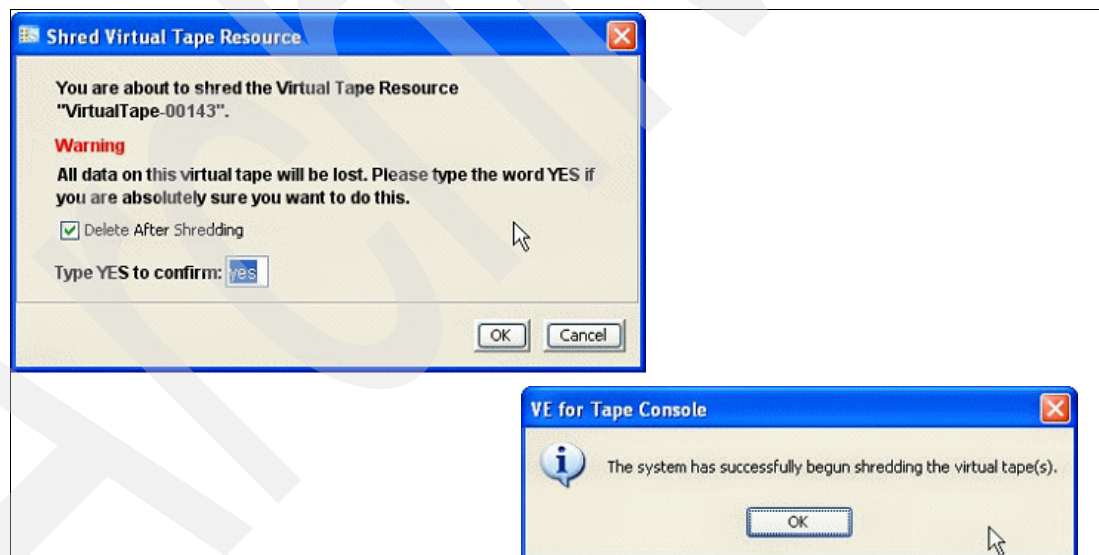 Shred Virtual Tape Resource
You are about to shred the Virtual Tape Resource
"VirtualTape-00143".
Warning
All data on this virtual tape will be lost. Please type the word YES if
you are absolutely sure you want to do this.
Delete After Shredding
Type YES to confirm: yes
OK Cancel
VE for Tape Console
The system has successfully begun shredding the virtual tape(s).
OK